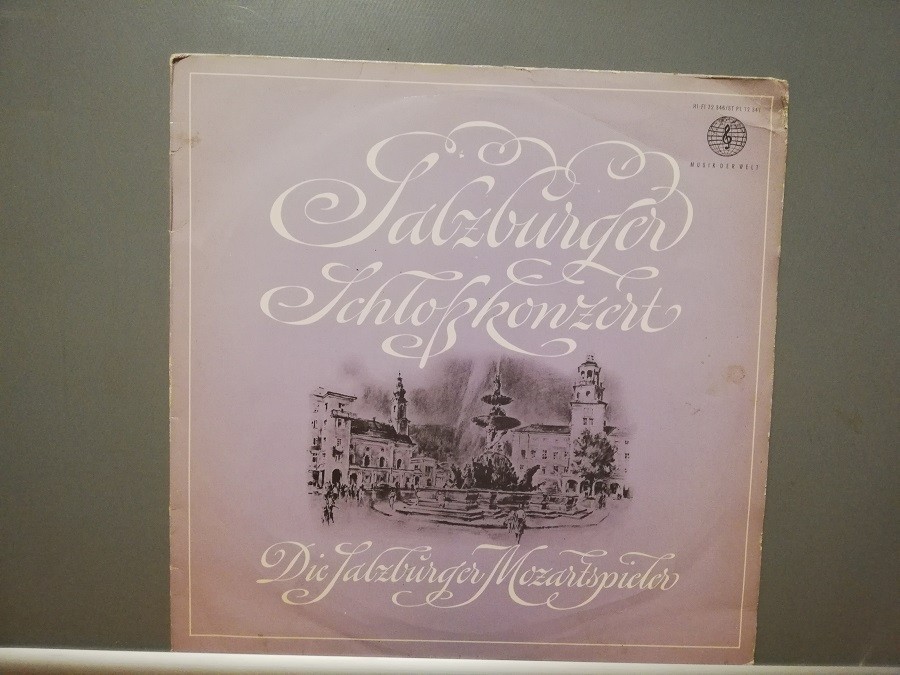 MUSIK DER WELT
Salzburger
Schloßkonzert
Die Salzburger Mozartspieler